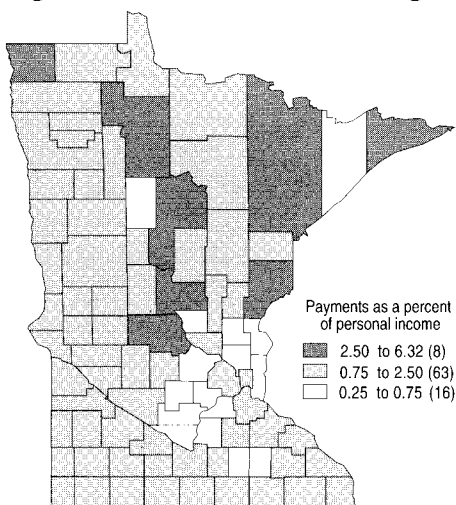 Payments as a percent
of personal income
2.50 to 6.32 (8)
0.75 to 2.50 (63)
0.25 to 0.75 (16)